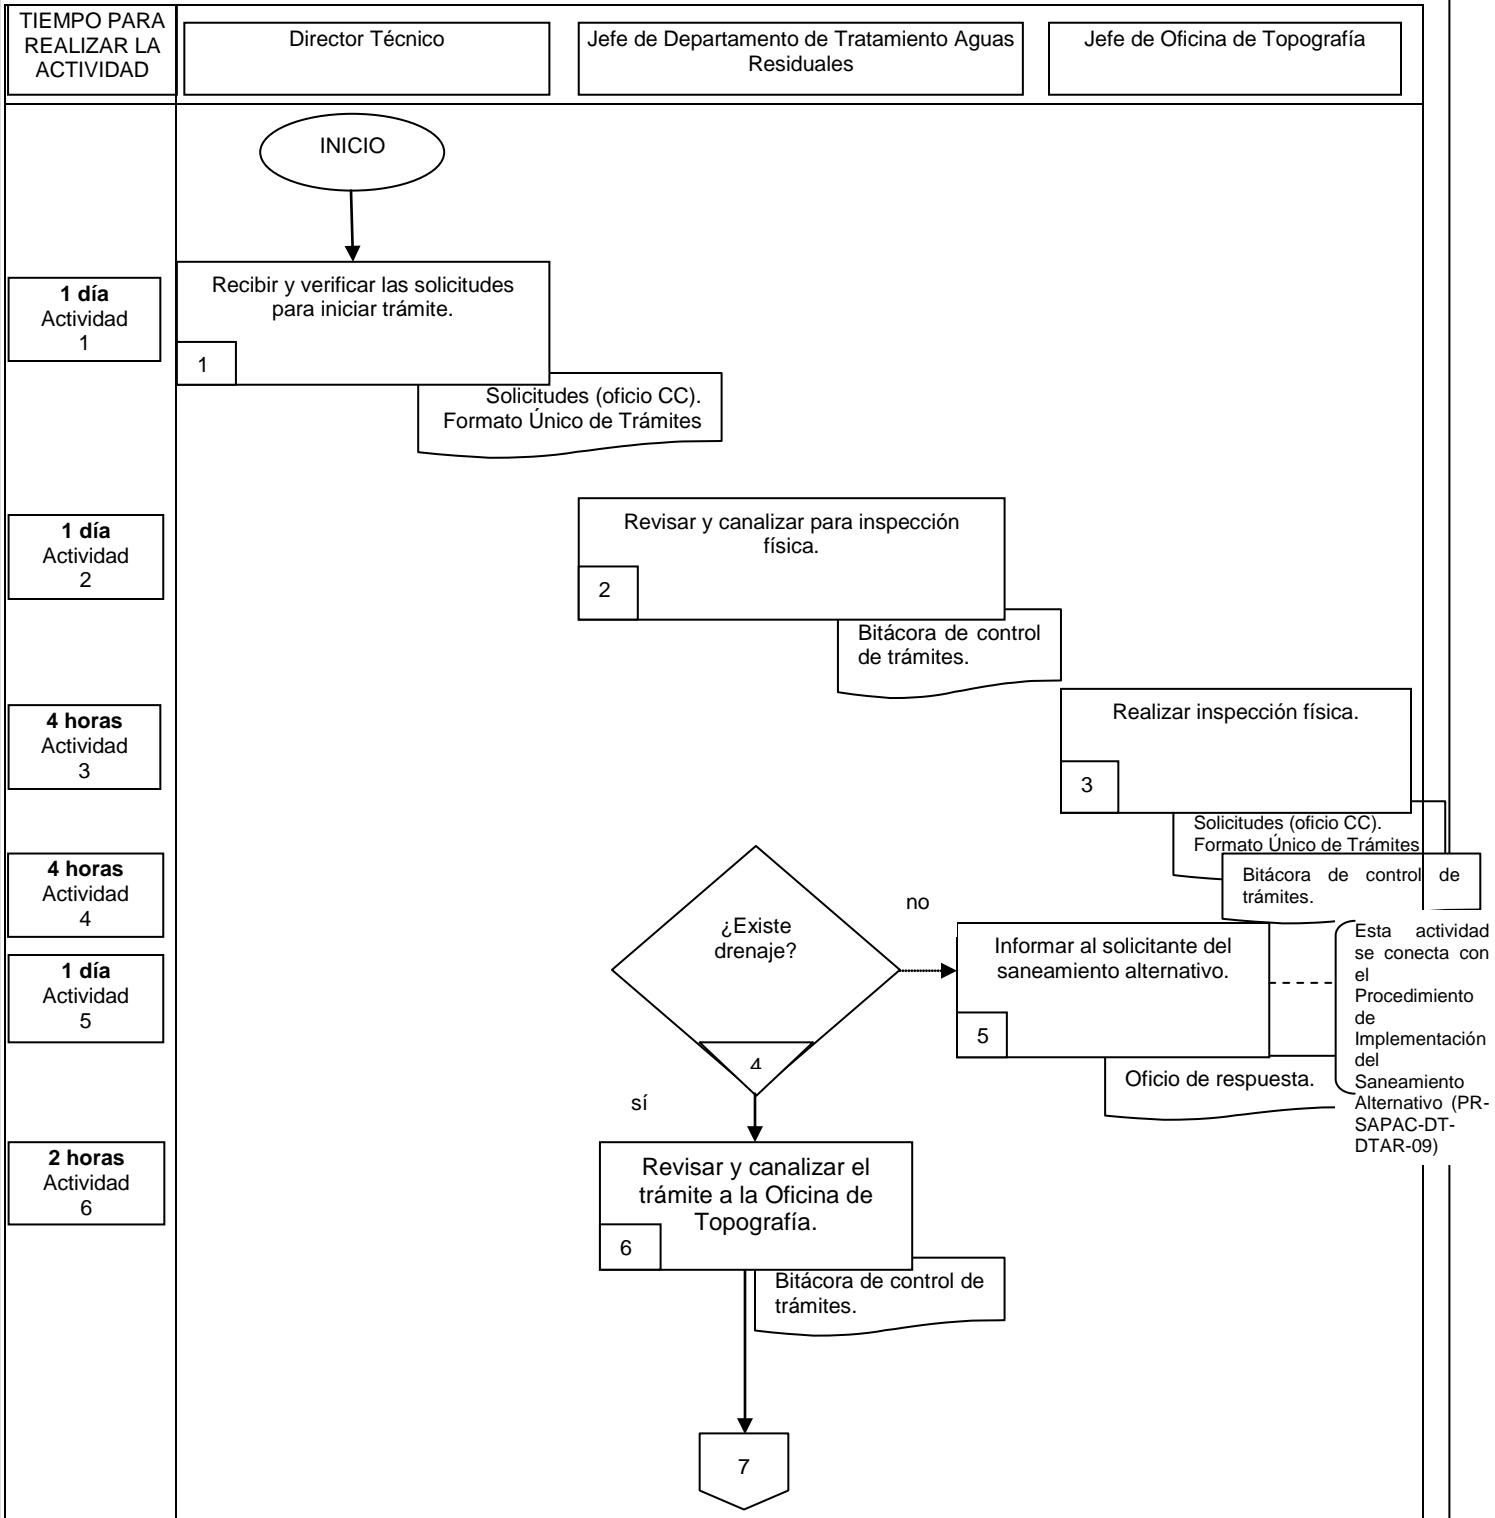 TIEMPO PARA
REALIZAR LA
ACTIVIDAD
Director Técnico
Jefe de Departamento de Tratamiento Aguas
Residuales
Jefe de Oficina de Topografía
INICIO
1 día
Actividad
1
Recibir y verificar las solicitudes
para iniciar trámite.
1
Solicitudes (oficio CC).
Formato Único de Trámites
1 día
Actividad
2
Revisar y canalizar para inspección
física.
2
Bitácora de control
de trámites.
4 horas
Actividad
3
Realizar inspección física.
3
Solicitudes (oficio CC).
Formato Único de Trámites
Bitácora de control de
trámites.
4 horas
Actividad
4
¿Existe
drenaje?
4
no
sí
1 día
Actividad
5
Informar al solicitante del
saneamiento alternativo.
5
Oficio de respuesta.
Esta actividad
se conecta con
el
Procedimiento
de
Implementación
del
Saneamiento
Alternativo (PR-
SAPAC-DT-
DTAR-09)
2 horas
Actividad
6
Revisar y canalizar el
trámite a la Oficina de
Topografía.
6
Bitácora de control de
trámites.
7